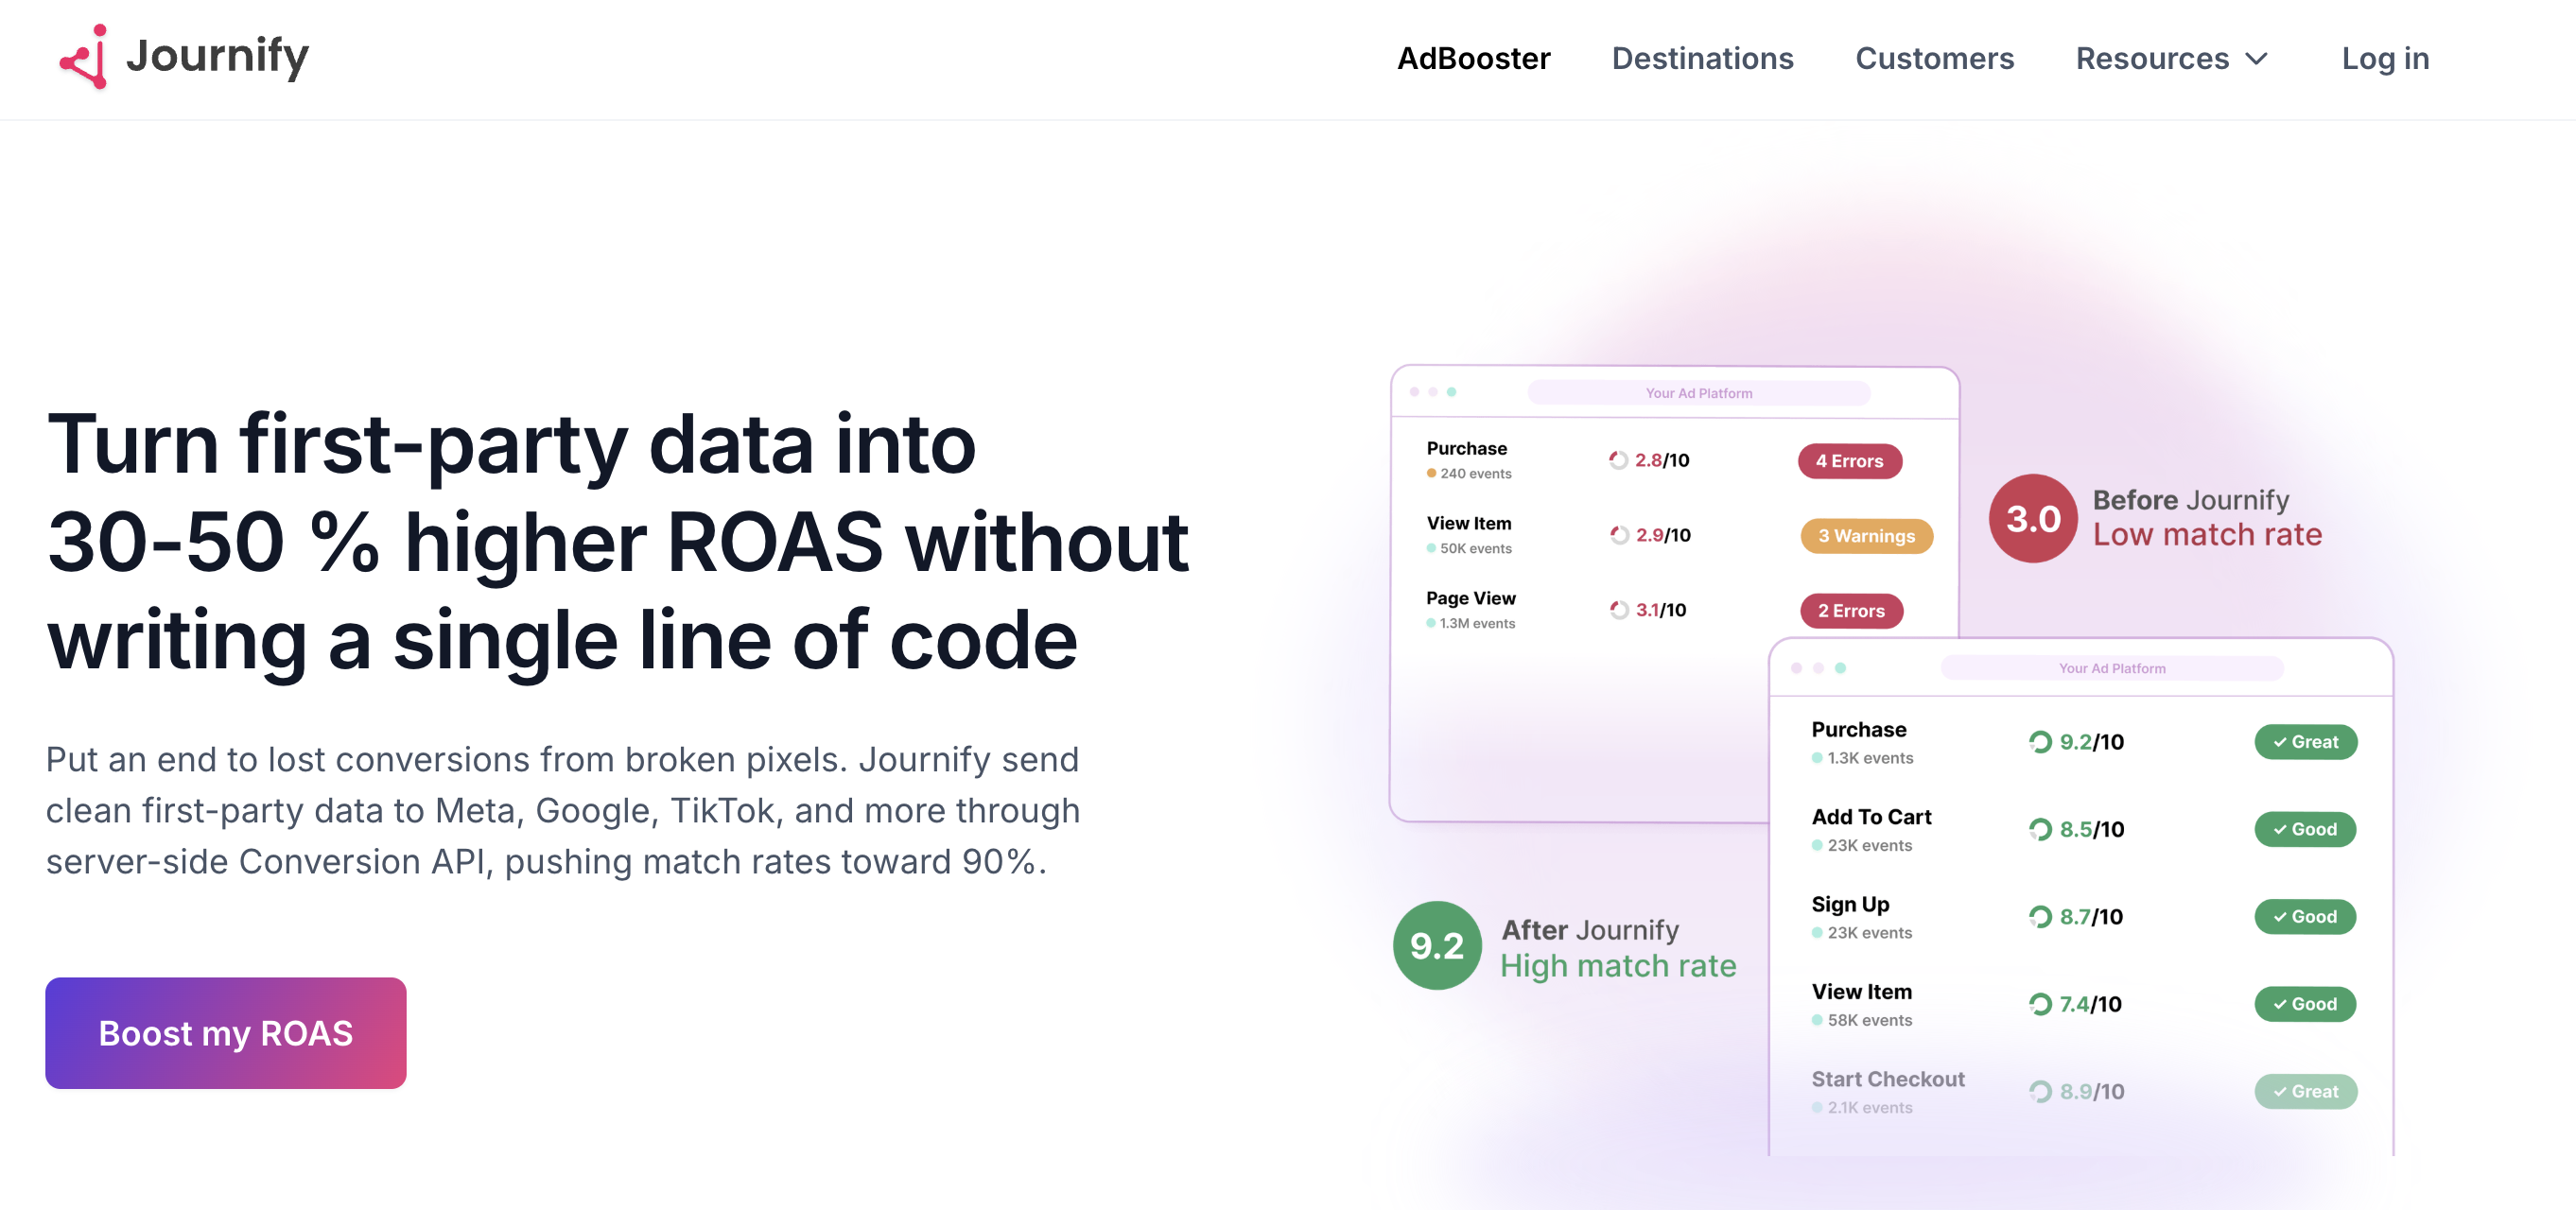 Journify
AdBooster
Destinations
Customers
Resources
Log in
Turn first-party data into
30-50 % higher ROAS without
writing a single line of code
Put an end to lost conversions from broken pixels. Journify send
clean first-party data to Meta, Google, TikTok, and more through
server-side Conversion API, pushing match rates toward 90%.
Boost my ROAS
Your Ad Platform
Purchase
240 events
2.8/10
4 Errors
View Item
50K events
2.9/10
3 Warnings
Page View
1.3M events
3.1/10
2 Errors
3.0
Before Journify
Low match rate
Your Ad Platform
Purchase
1.3K events
9.2/10
Great
Add To Cart
23K events
8.5/10
Good
Sign Up
23K events
8.7/10
Good
View Item
58K events
7.4/10
Good
Start Checkout
2.1K events
8.9/10
Great
9.2
After Journify
High match rate